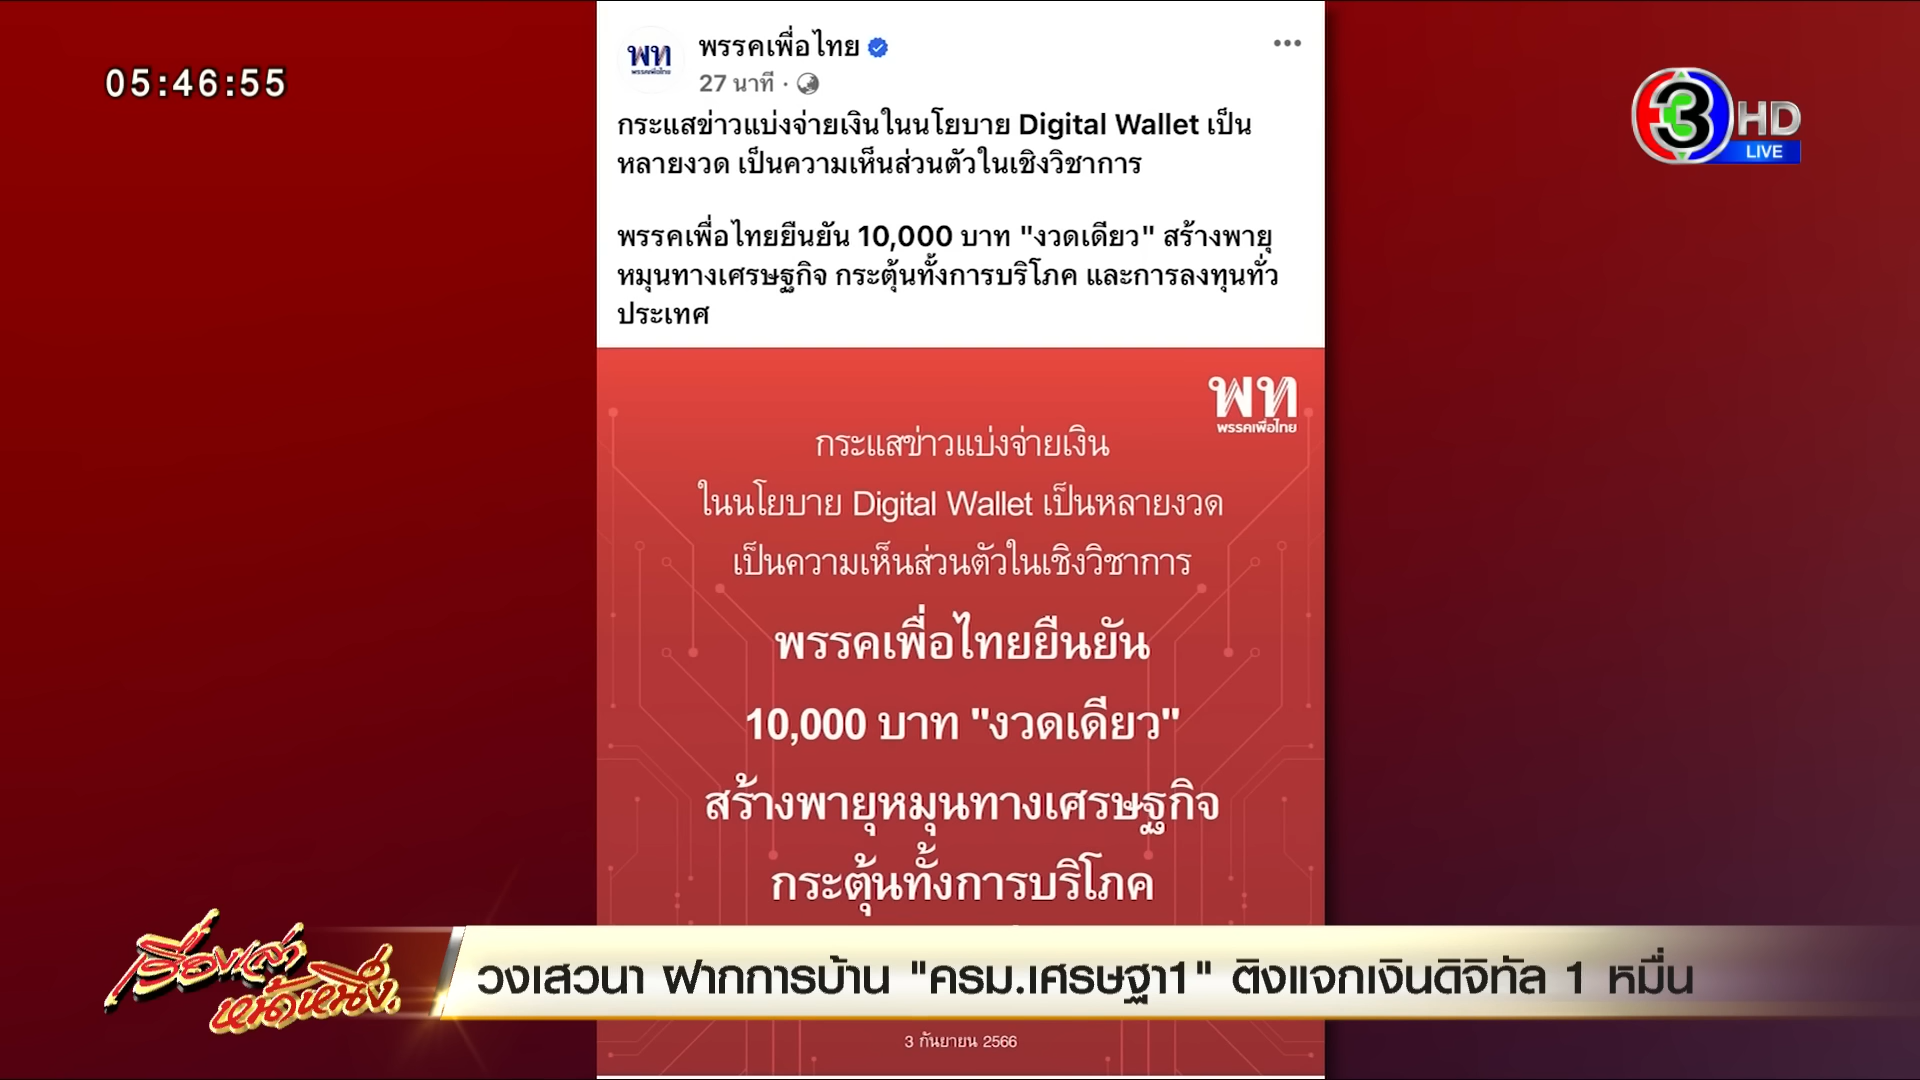 05:46:55
พท
พรรคเพื่อไทย
พรรคเพื่อไทย
27 นาที ·
กระแสข่าวแบ่งจ่ายเงินในนโยบาย Digital Wallet เป็น
หลายงวด เป็นความเห็นส่วนตัวในเชิงวิชาการ
พรรคเพื่อไทยยืนยัน 10,000 บาท "งวดเดียว" สร้างพายุ
หมุนทางเศรษฐกิจ กระตุ้นทั้งการบริโภค และการลงทุนทั่ว
ประเทศ
3 HD
LIVE
พท
พรรคเพื่อไทย
กระแสข่าวแบ่งจ่ายเงิน
ในนโยบาย Digital Wallet เป็นหลายงวด
เป็นความเห็นส่วนตัวในเชิงวิชาการ
พรรคเพื่อไทยยืนยัน
10,000 บาท "งวดเดียว"
สร้างพายุหมุนทางเศรษฐกิจ
กระตุ้นทั้งการบริโภค
เรื่องเล่า
หน้าหนึ่ง
วงเสวนา ฝากการบ้าน "ครม.เศรษฐา1" ติงแจกเงินดิจิทัล 1 หมื่น
3 กันยายน 2566